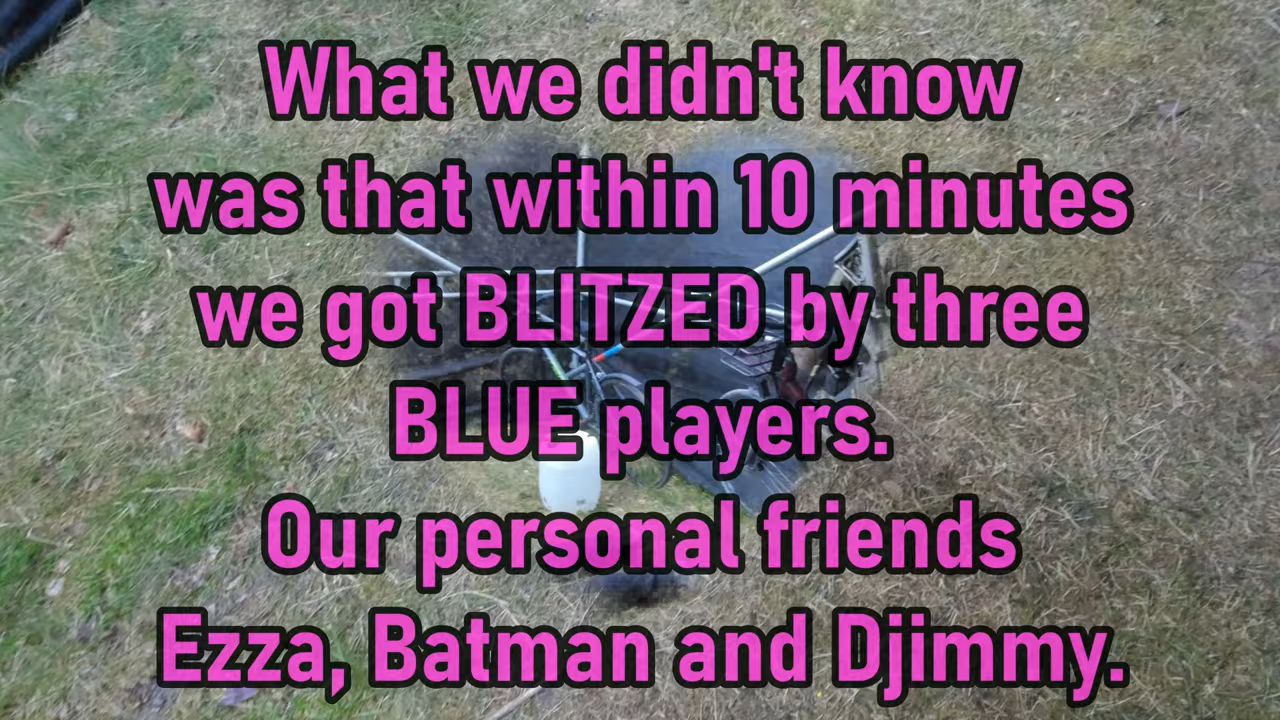 What we didn't know
was that within 10 minutes
we got BLITZED by three
BLUE players.
Our personal friends
Ezza, Batman and Djimmy.